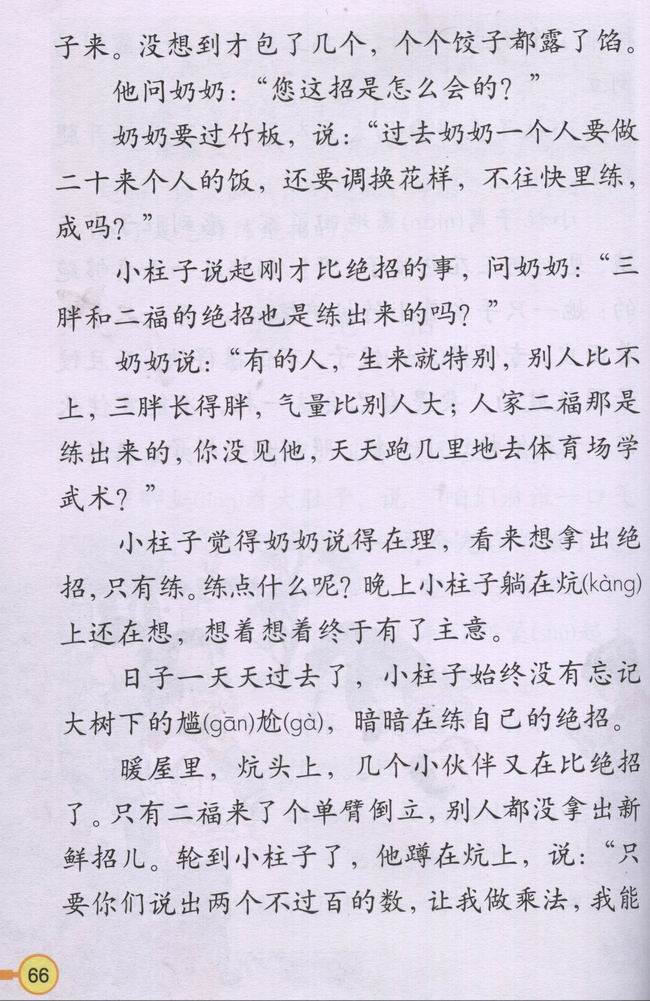 子来。没想到才包了几个，个个饺子都露了馅。
他问奶奶：“您这招是怎么会的？”
奶奶要过竹板，说：“过去奶奶一个人要做
二十来个人的饭，还要调换花样，不往快里练，
成吗？”
小柱子说起刚才比绝招的事，问奶奶：“三
胖和二福的绝招也是练出来的吗？”
奶奶说：“有的人，生来就特别，别人比不
上，三胖长得胖，气量比别人大；人家二福那是
练出来的，你没见他，天天跑几里地去体育场学
武术？”
小柱子觉得奶奶说得在理，看来想拿出绝
招，只有练。练点什么呢？晚上小柱子躺在炕(kàng)
上还在想，想着想着终于有了主意。
日子一天天过去了，小柱子始终没有忘记
大树下的尴(gān)尬(gà)，暗暗在练自己的绝招。
暖屋里，炕头上，几个小伙伴又在比绝招
了。只有二福来了个单臂倒立，别人都没拿出新
鲜招儿。轮到小柱子了，他蹲在炕上，说：“只
要你们说出两个不过百的数，让我做乘法，我能
66